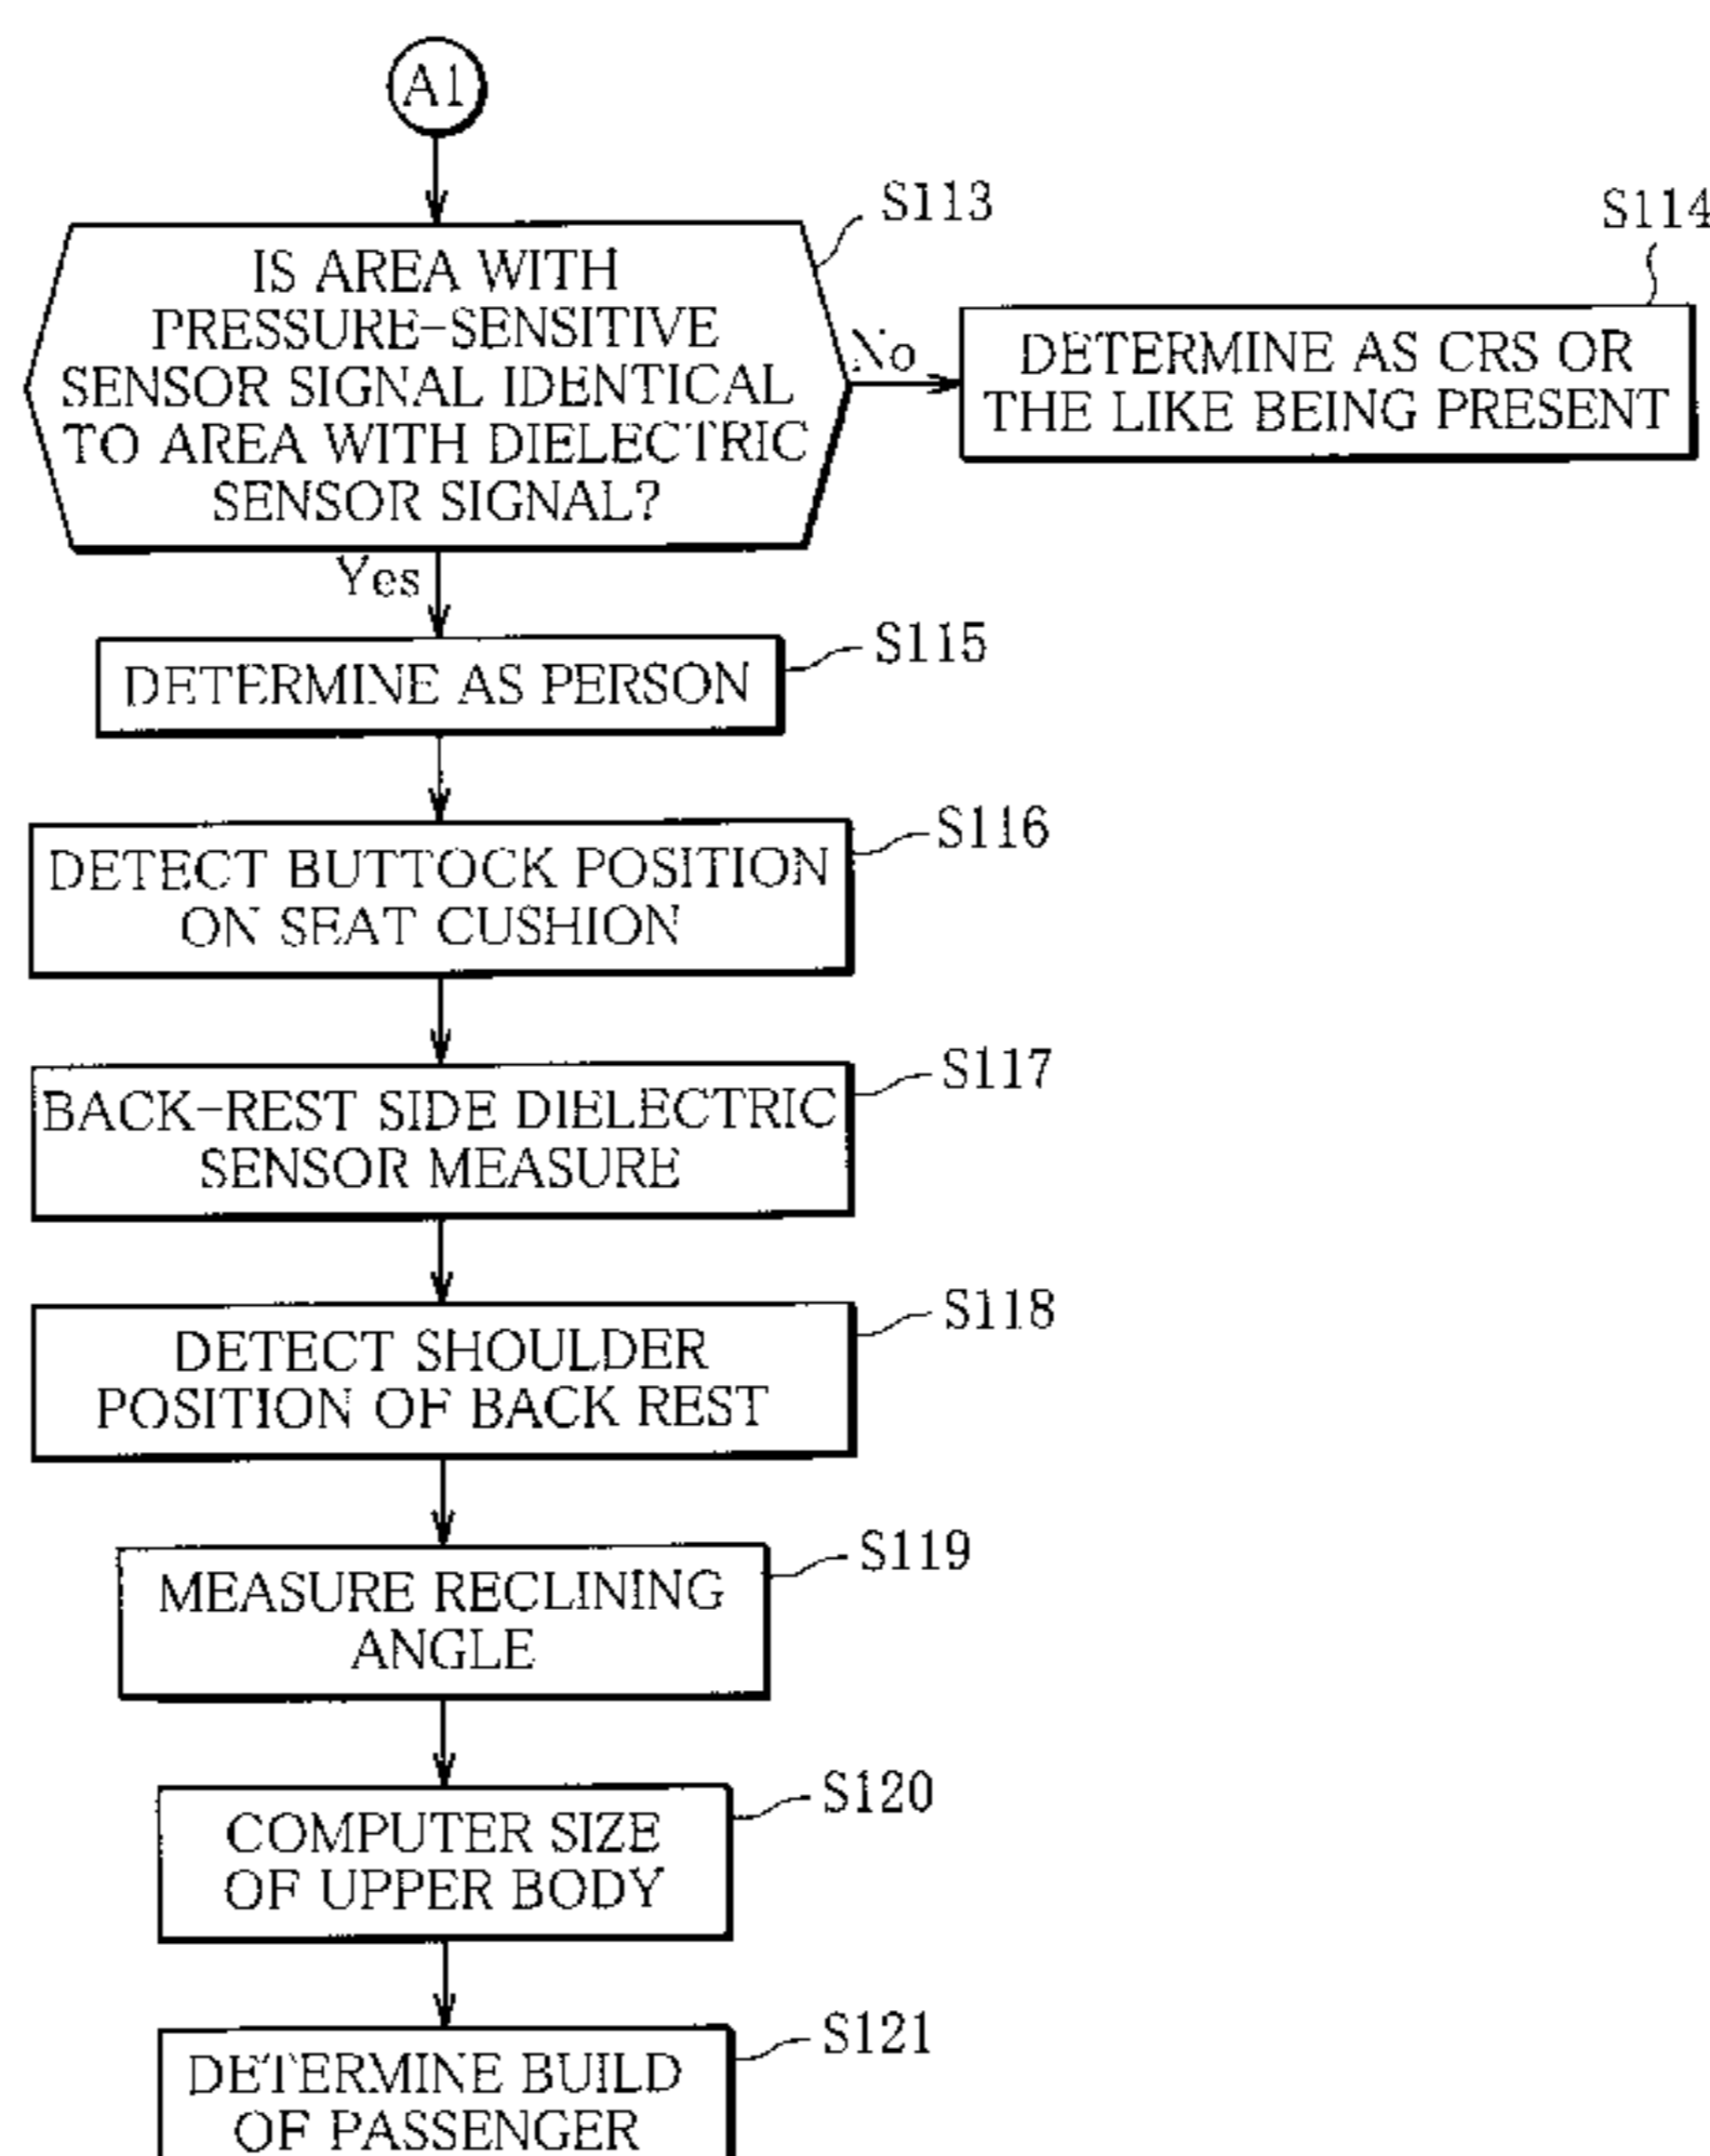 A1
S113
IS AREA WITH
PRESSURE-SENSITIVE
SENSOR SIGNAL IDENTICAL
TO AREA WITH DIELECTRIC
SENSOR SIGNAL?
No
S114
DETERMINE AS CRS OR
THE LIKE BEING PRESENT
Yes
S115
DETERMINE AS PERSON
S116
DETECT BUTTOCK POSITION
ON SEAT CUSHION
S117
BACK-REST SIDE DIELECTRIC
SENSOR MEASURE
S118
DETECT SHOULDER
POSITION OF BACK REST
S119
MEASURE RECLINING
ANGLE
S120
COMPUTER SIZE
OF UPPER BODY
S121
DETERMINE BUILD
OF PASSENGER